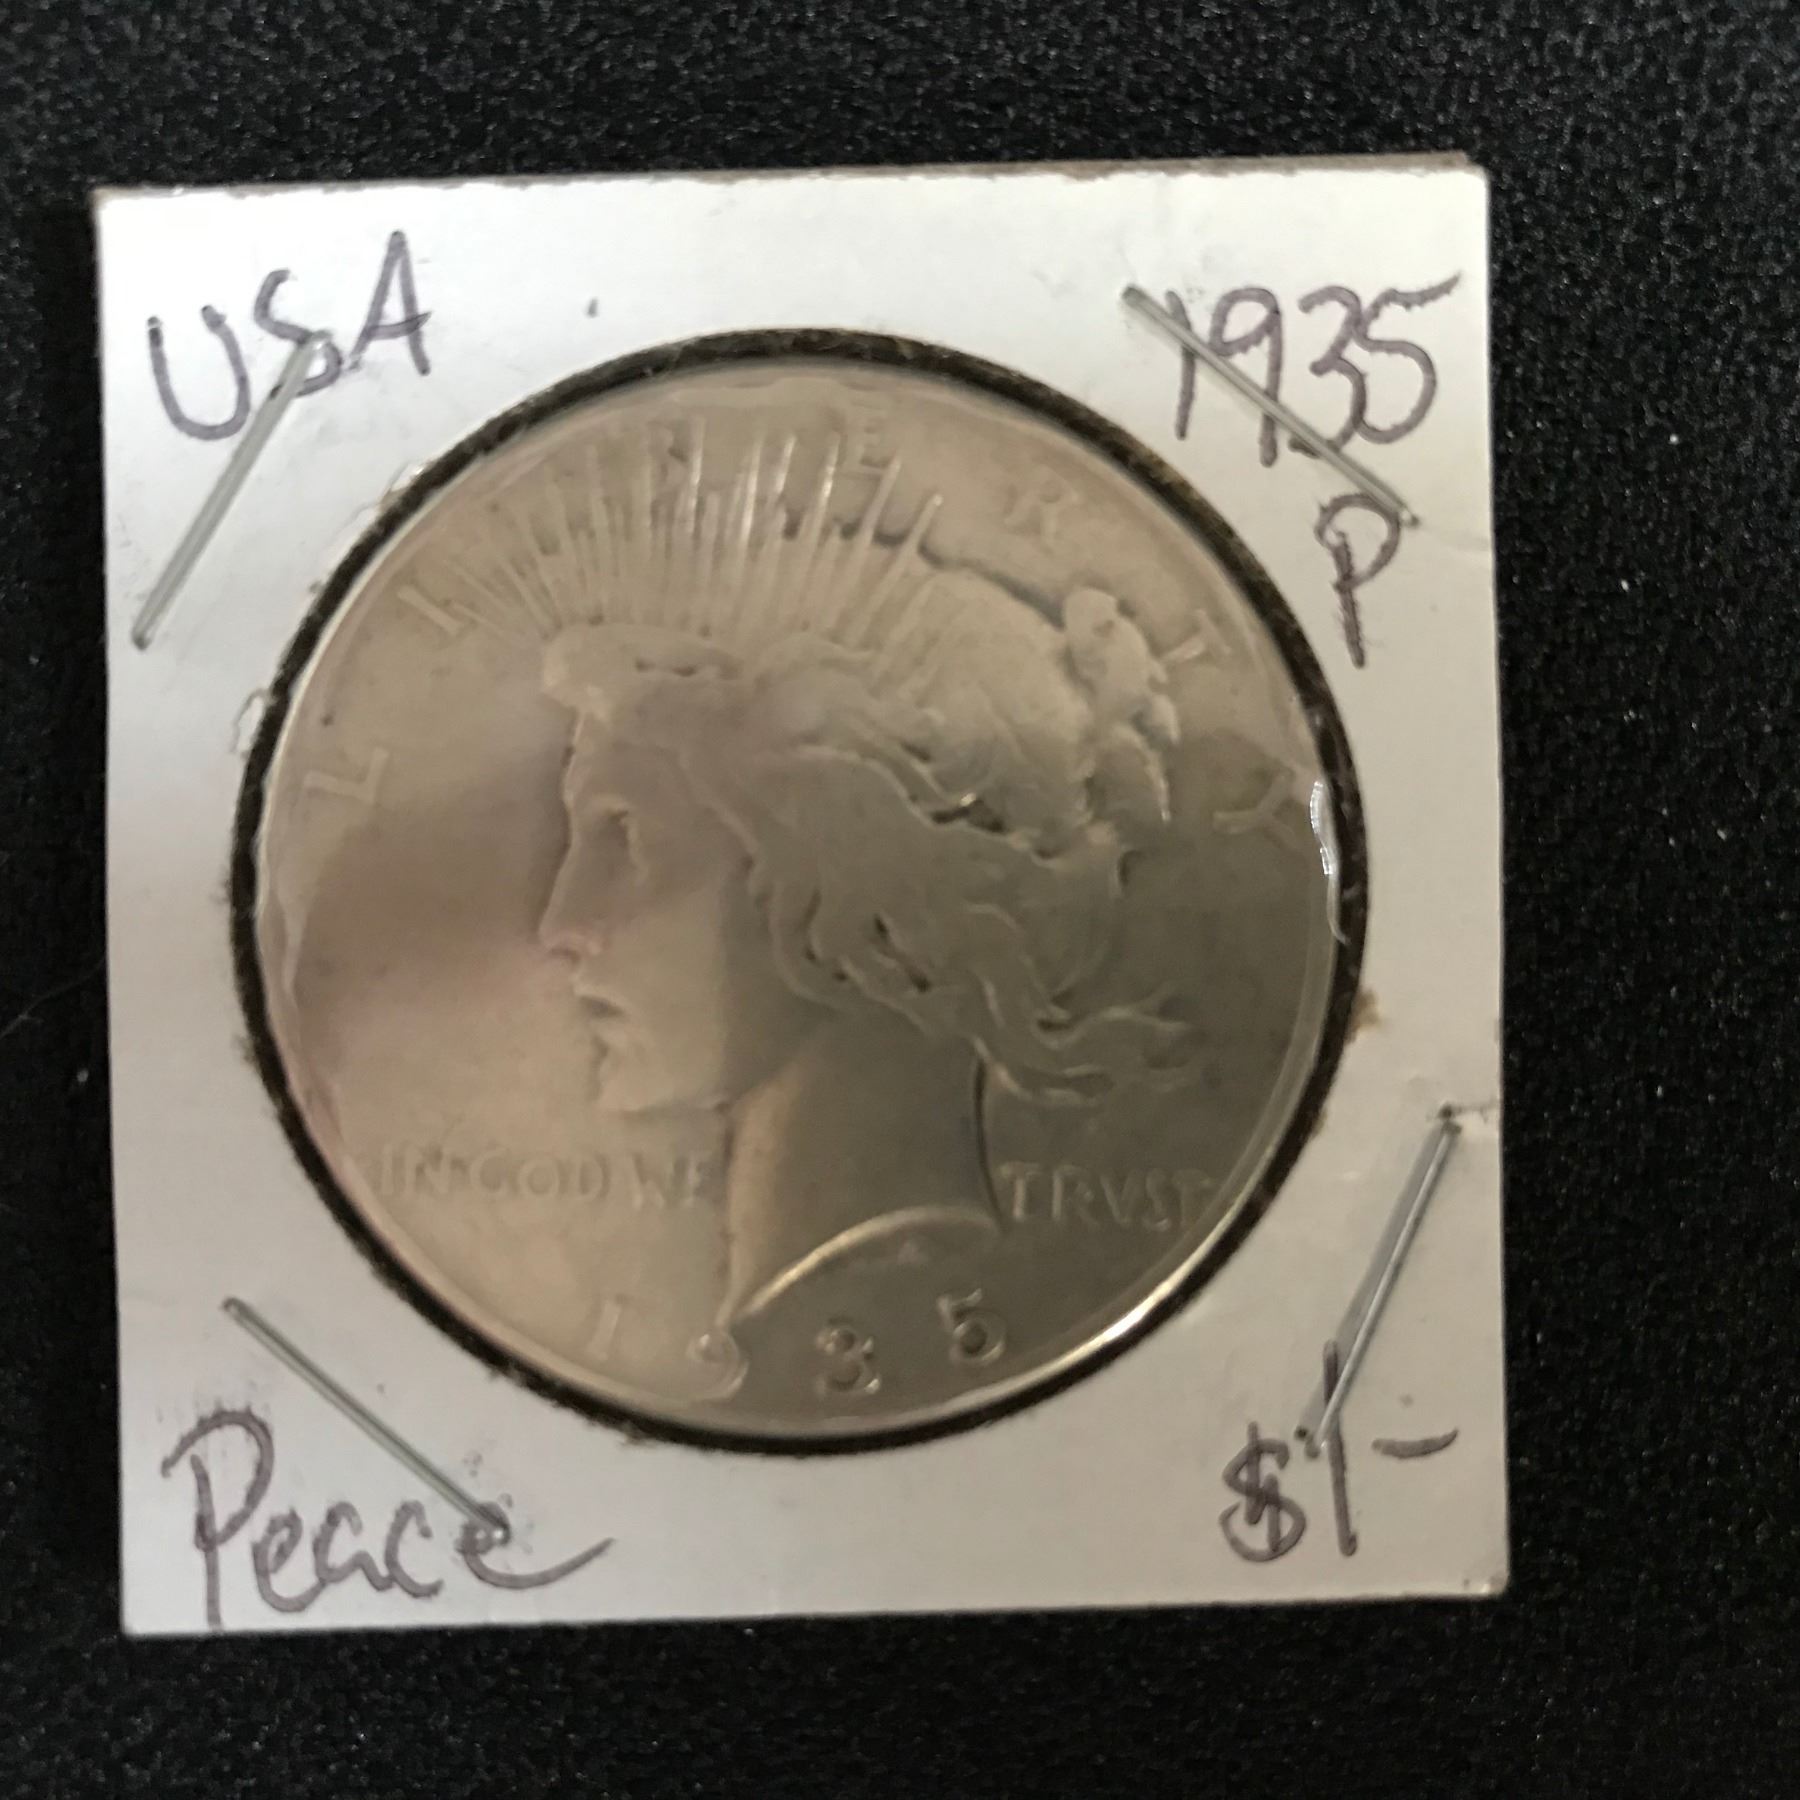 USA
1935
P
LIBERTY
IN GOD WE TRVST
1935
Peace
$1-